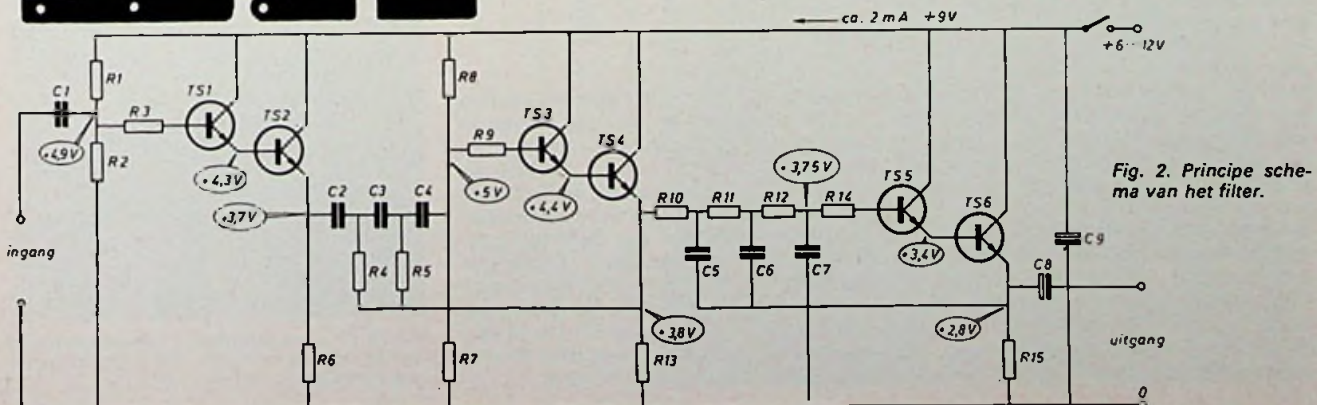 ca. 2 mA +9V
+6 ·· 12V
R1
C1
R3
TS1
TS2
+4,9V
R2
+4,3V
+3,7V
ingang
C2
C3
C4
R4
R5
R6
R8
R9
TS3
TS4
+5V
+4,4V
R7
+3,8V
R13
R10
R11
R12
+3,75V
R14
C5
C6
C7
TS5
TS6
+3,4V
+2,8V
C8
C9
R15
uitgang
0
Fig. 2. Principe sche-
ma van het filter.